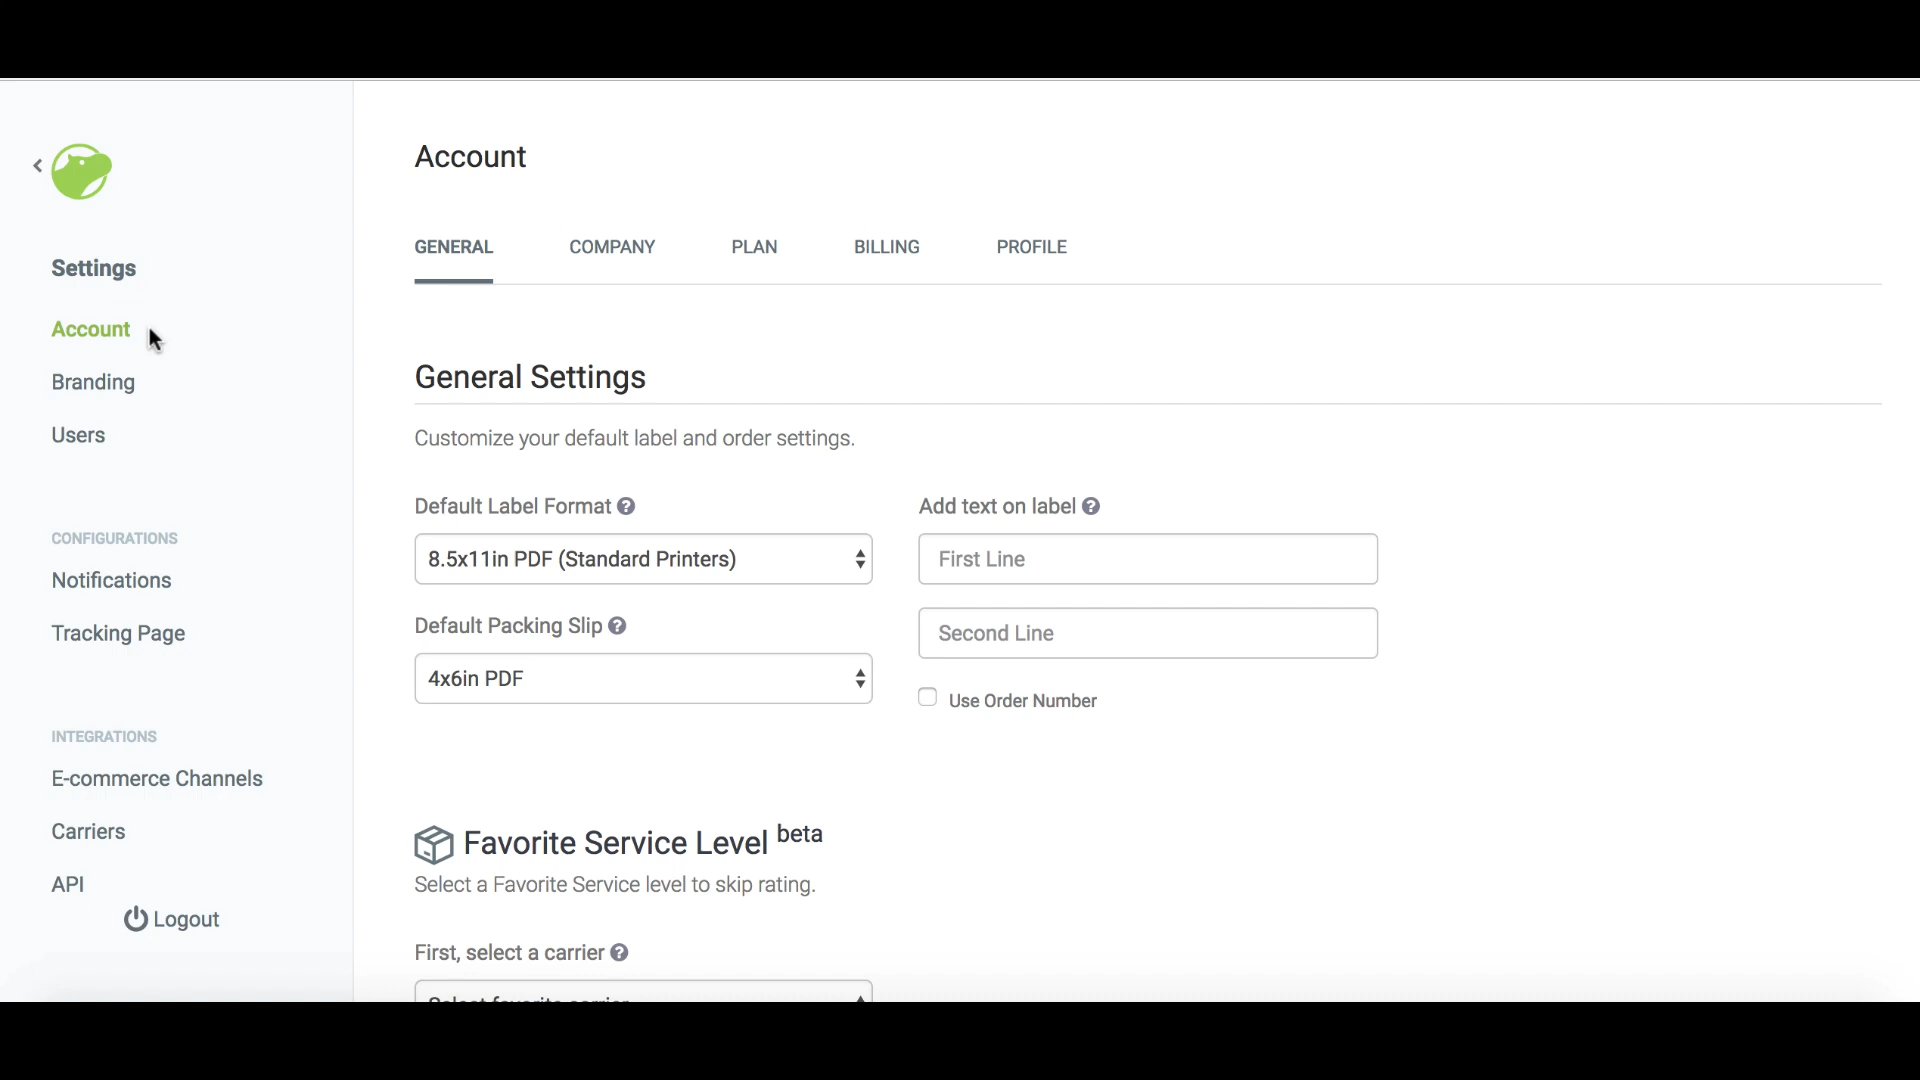 Account
GENERAL COMPANY PLAN BILLING PROFILE
Settings
Account
Branding
Users
CONFIGURATIONS
Notifications
Tracking Page
INTEGRATIONS
E-commerce Channels
Carriers
API
Logout
General Settings
Customize your default label and order settings.
Default Label Format
8.5x11in PDF (Standard Printers)
Default Packing Slip
4x6in PDF
Add text on label
First Line
Second Line
Use Order Number
Favorite Service Level beta
Select a Favorite Service level to skip rating.
First, select a carrier
Select favorite carrier